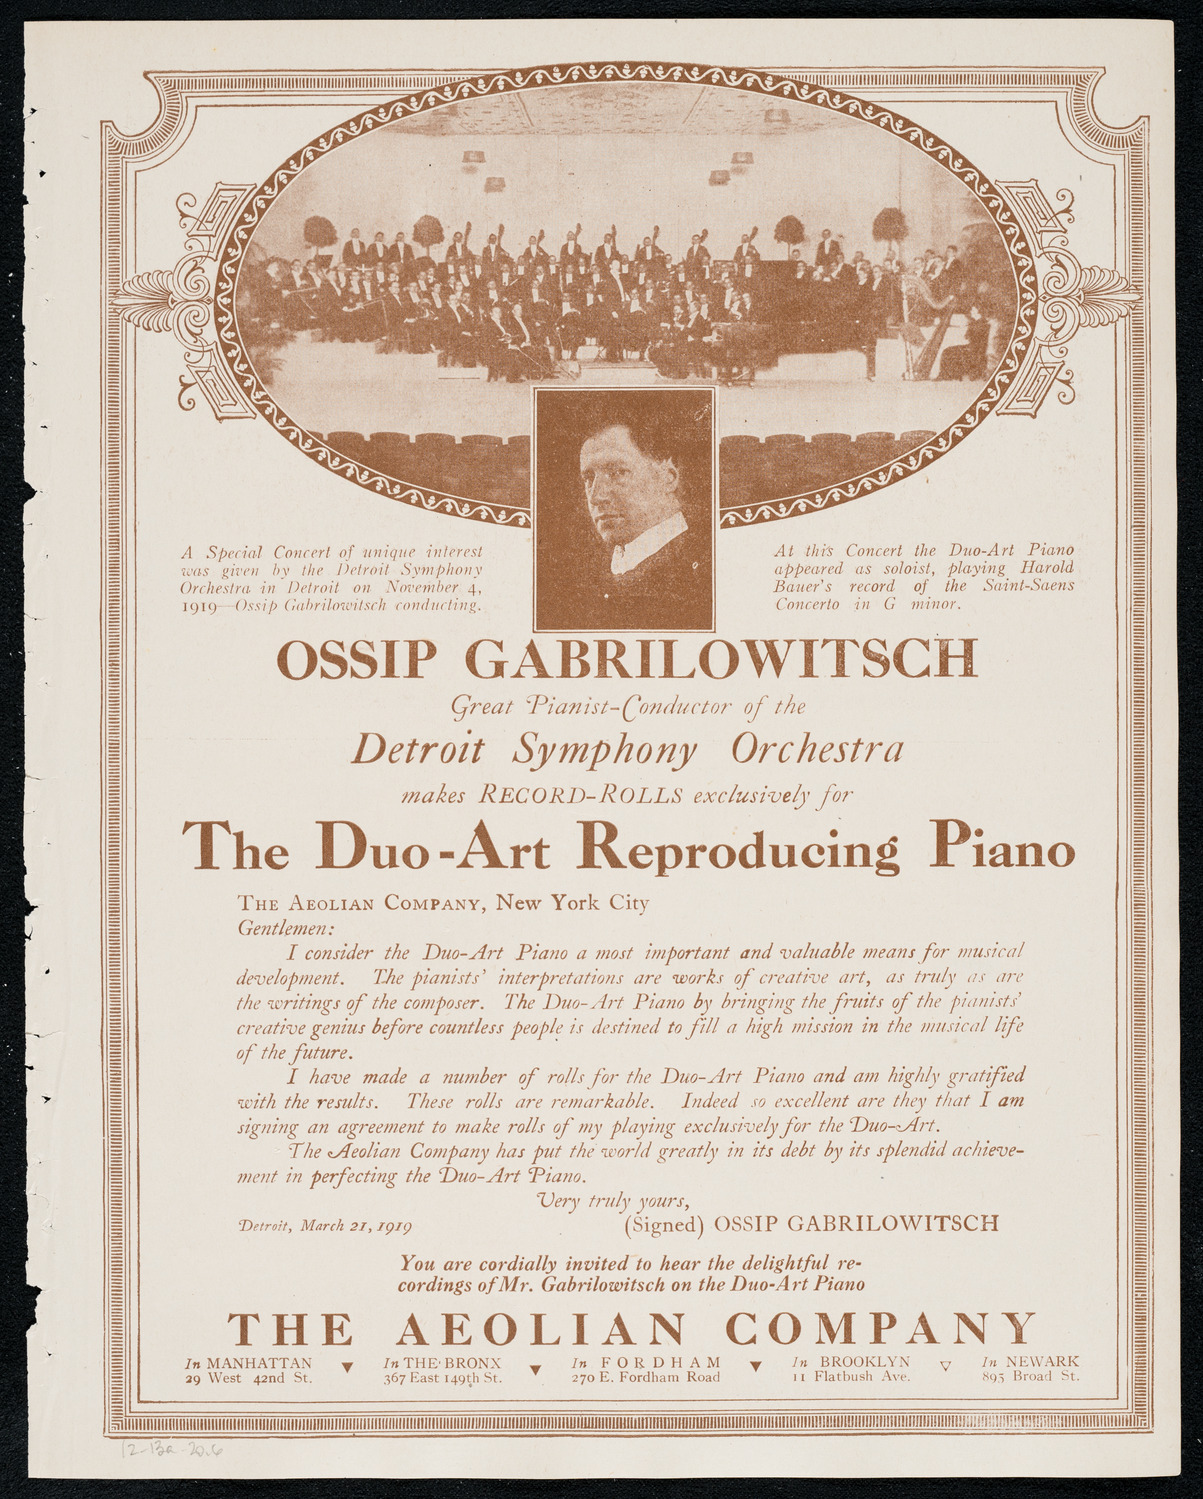 A Special Concert of unique interest
was given by the Detroit Symphony
Orchestra in Detroit on November 4,
1919—Ossip Gabrilowitsch conducting.
At this Concert the Duo-Art Piano
appeared as soloist, playing Harold
Bauer's record of the Saint-Saens
Concerto in G minor.
OSSIP GABRILOWITSCH
Great Pianist-Conductor of the
Detroit Symphony Orchestra
makes RECORD-ROLLS exclusively for
The Duo-Art Reproducing Piano
THE AEOLIAN COMPANY, New York City
Gentlemen:
I consider the Duo-Art Piano a most important and valuable means for musical
development. The pianists' interpretations are works of creative art, as truly as are
the writings of the composer. The Duo-Art Piano by bringing the fruits of the pianists'
creative genius before countless people is destined to fill a high mission in the musical life
of the future.
I have made a number of rolls for the Duo-Art Piano and am highly gratified
with the results. These rolls are remarkable. Indeed so excellent are they that I am
signing an agreement to make rolls of my playing exclusively for the Duo-Art.
The Aeolian Company has put the world greatly in its debt by its splendid achieve-
ment in perfecting the Duo-Art Piano.
Very truly yours,
Detroit, March 21, 1919 (Signed) OSSIP GABRILOWITSCH
You are cordially invited to hear the delightful re-
cordings of Mr. Gabrilowitsch on the Duo-Art Piano
THE AEOLIAN COMPANY
In MANHATTAN
29 West 42nd St.
In THE BRONX
367 East 149th St.
In FORDHAM
270 E. Fordham Road
In BROOKLYN
11 Flatbush Ave.
In NEWARK
895 Broad St.
12-13a-20.6